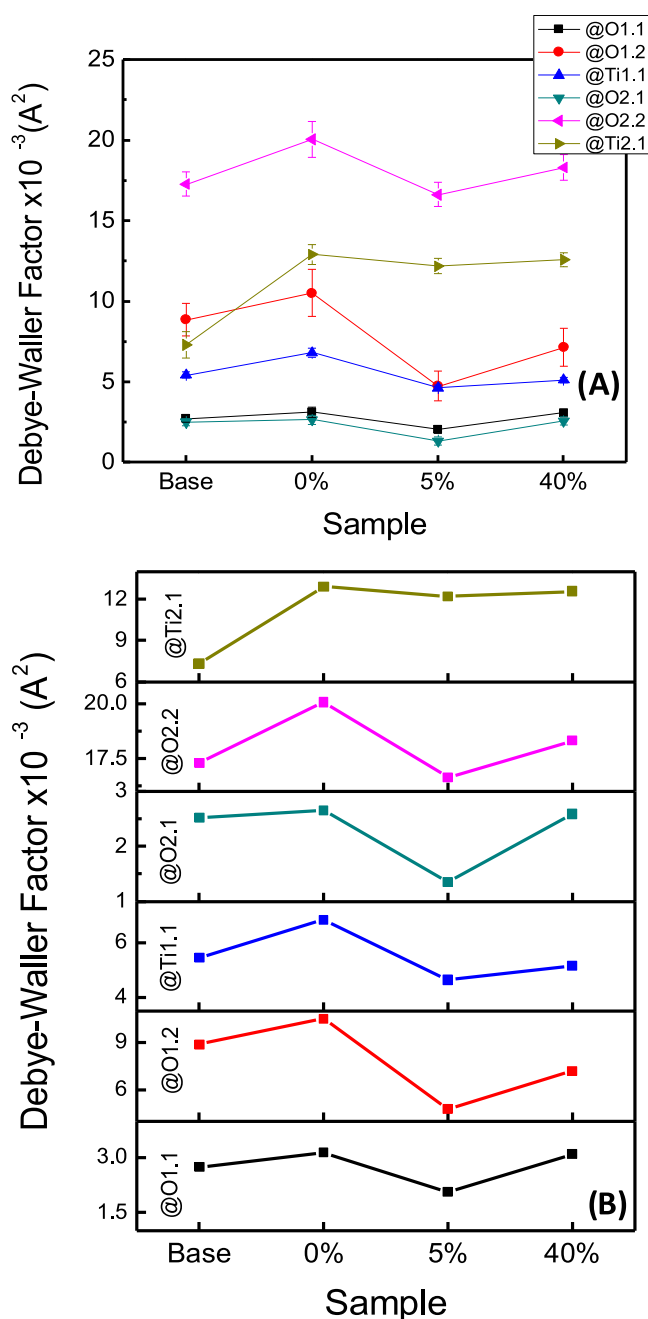 @O1.1
@O1.2
@Ti1.1
@O2.1
@O2.2
@Ti2.1
25
20
15
10
5
0
Debye-Waller Factor x10 -3 (A2)
(A)
Base 0% 5% 40%
Sample
12
9
6
@Ti2.1
20.0
17.5
@O2.2
3
2
1
@O2.1
6
4
@Ti1.1
9
6
@O1.2
3.0
1.5
@O1.1
Debye-Waller Factor x10 -3 (A2)
(B)
Base 0% 5% 40%
Sample